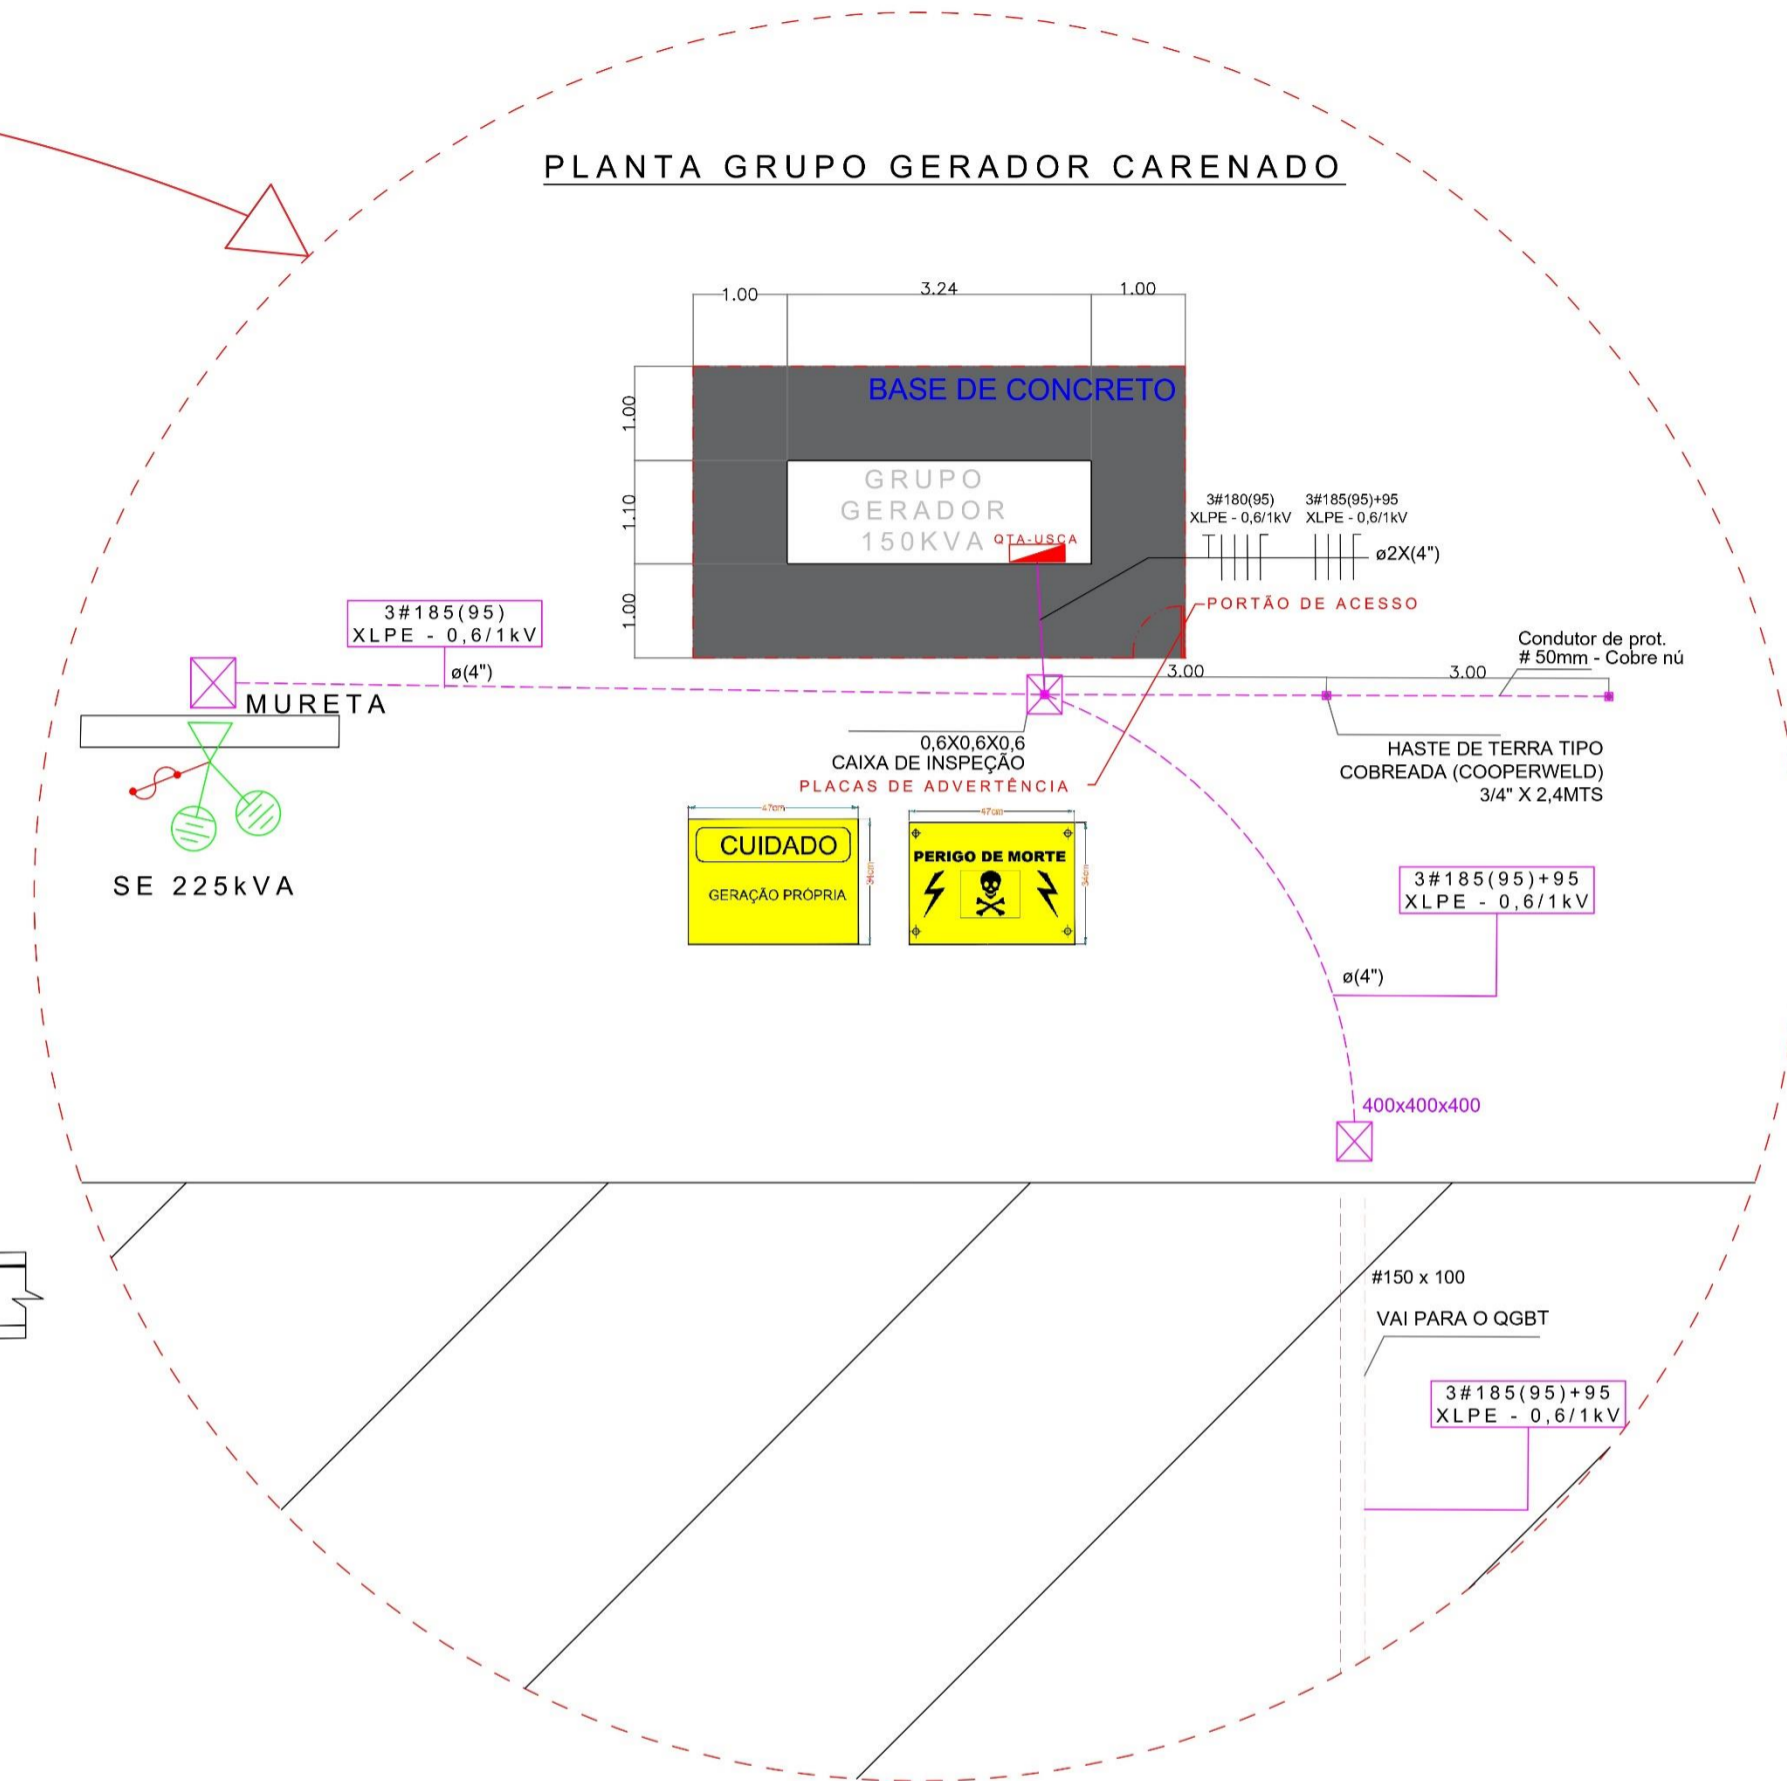 PLANTA GRUPO GERADOR CARENADO
1.00
3.24
1.00
BASE DE CONCRETO
1.00
1.10
1.00
GRUPO
GERADOR
150KVA
QTA-USCA
3#180(95)
XLPE - 0,6/1kV
3#185(95)+95
XLPE - 0,6/1kV
ø2X(4")
PORTÃO DE ACESSO
3#185(95)
XLPE - 0,6/1kV
ø(4")
MURETA
SE 225kVA
3.00
3.00
Condutor de prot.
# 50mm - Cobre nú
0,6X0,6X0,6
CAIXA DE INSPEÇÃO
PLACAS DE ADVERTÊNCIA
HASTE DE TERRA TIPO
COBREADA (COOPERWELD)
3/4" X 2,4MTS
47cm
CUIDADO
GERAÇÃO PRÓPRIA
34cm
47cm
PERIGO DE MORTE
34cm
3#185(95)+95
XLPE - 0,6/1kV
ø(4")
400x400x400
#150 x 100
VAI PARA O QGBT
3#185(95)+95
XLPE - 0,6/1kV